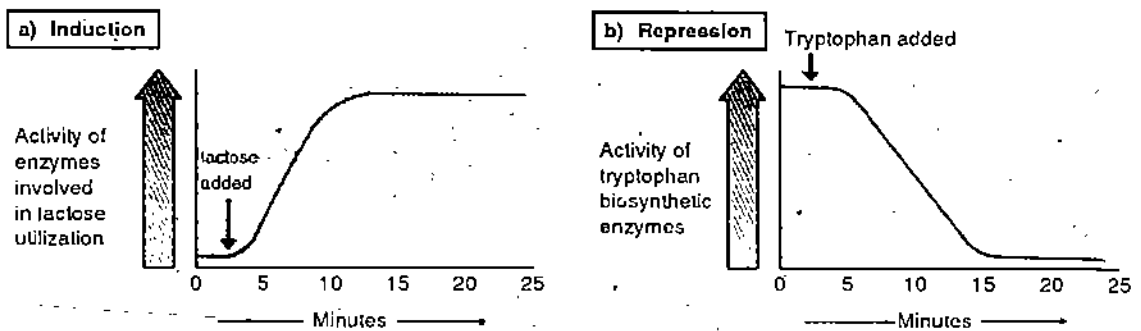 a) Induction
Activity of
enzymes
involved
in lactose
utilization
lactose
added
0 5 10 15 20 25
Minutes
b) Repression
Tryptophan added
Activity of
tryptophan
biosynthetic
enzymes
0 5 10 15 20 25
Minutes